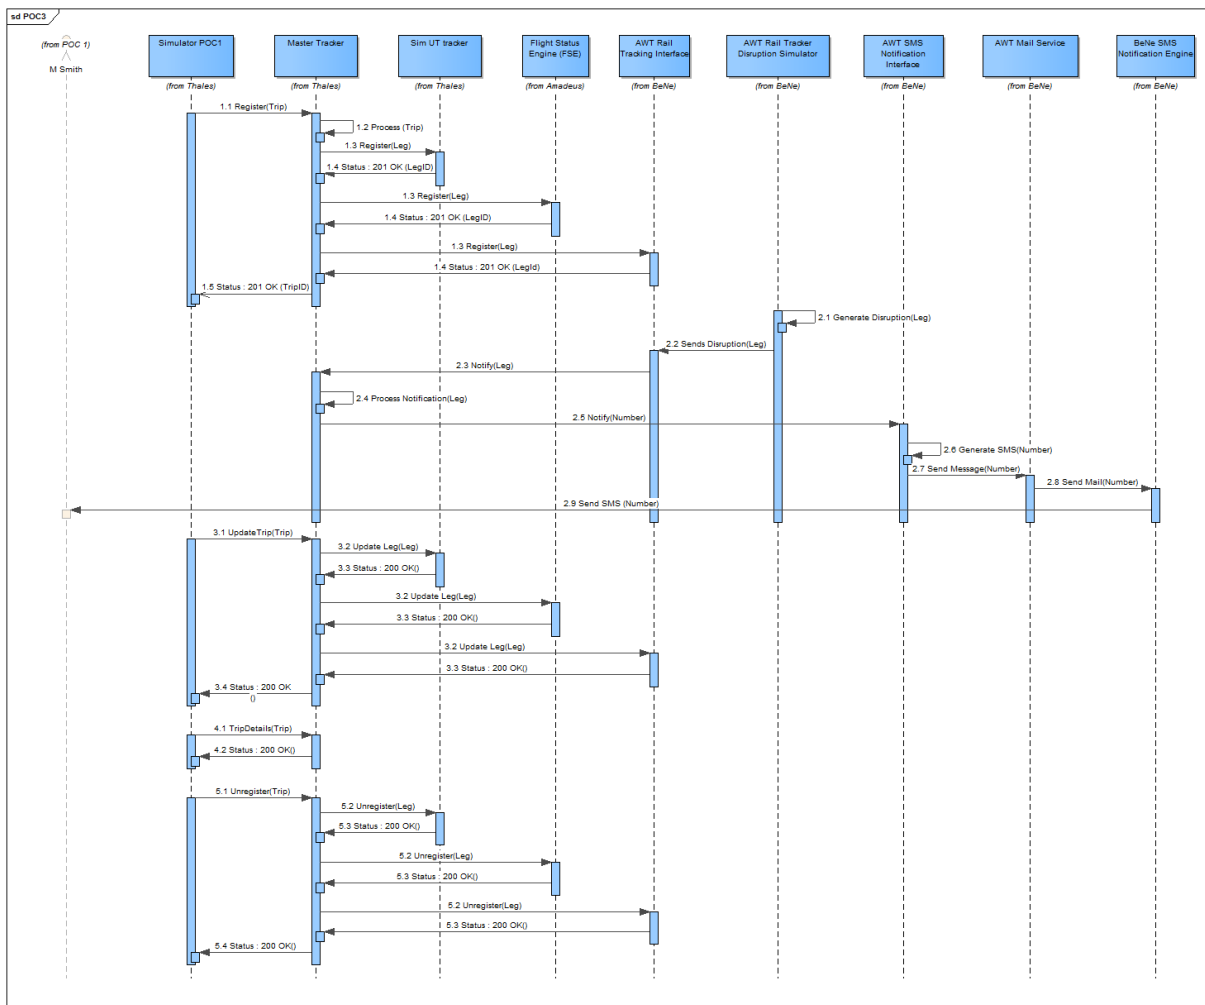 sd POC3
(from POC 1)
M Smith
Simulator POC1
(from Thales)
Master Tracker
(from Thales)
Sim UT tracker
(from Thales)
Flight Status
Engine (FSE)
(from Amadeus)
AWT Rail
Tracking Interface
(from BeNe)
AWT Rail Tracker
Disruption Simulator
(from BeNe)
AWT SMS
Notification
Interface
(from BeNe)
AWT Mail Service
(from BeNe)
BeNe SMS
Notification Engine
(from BeNe)
1.1 Register(Trip)
1.2 Process (Trip)
1.3 Register(Leg)
1.4 Status : 201 OK (LegID)
1.3 Register(Leg)
1.4 Status : 201 OK (LegID)
1.3 Register(Leg)
1.4 Status : 201 OK (LegId)
1.5 Status : 201 OK (TripID)
2.1 Generate Disruption(Leg)
2.2 Sends Disruption(Leg)
2.3 Notify(Leg)
2.4 Process Notification(Leg)
2.5 Notify(Number)
2.6 Generate SMS(Number)
2.7 Send Message(Number)
2.8 Send Mail(Number)
2.9 Send SMS (Number)
3.1 UpdateTrip(Trip)
3.2 Update Leg(Leg)
3.3 Status : 200 OK()
3.2 Update Leg(Leg)
3.3 Status : 200 OK()
3.2 Update Leg(Leg)
3.3 Status : 200 OK()
3.4 Status : 200 OK
()
4.1 TripDetails(Trip)
4.2 Status : 200 OK()
5.1 Unregister(Trip)
5.2 Unregister(Leg)
5.3 Status : 200 OK()
5.2 Unregister(Leg)
5.3 Status : 200 OK()
5.2 Unregister(Leg)
5.3 Status : 200 OK()
5.4 Status : 200 OK()